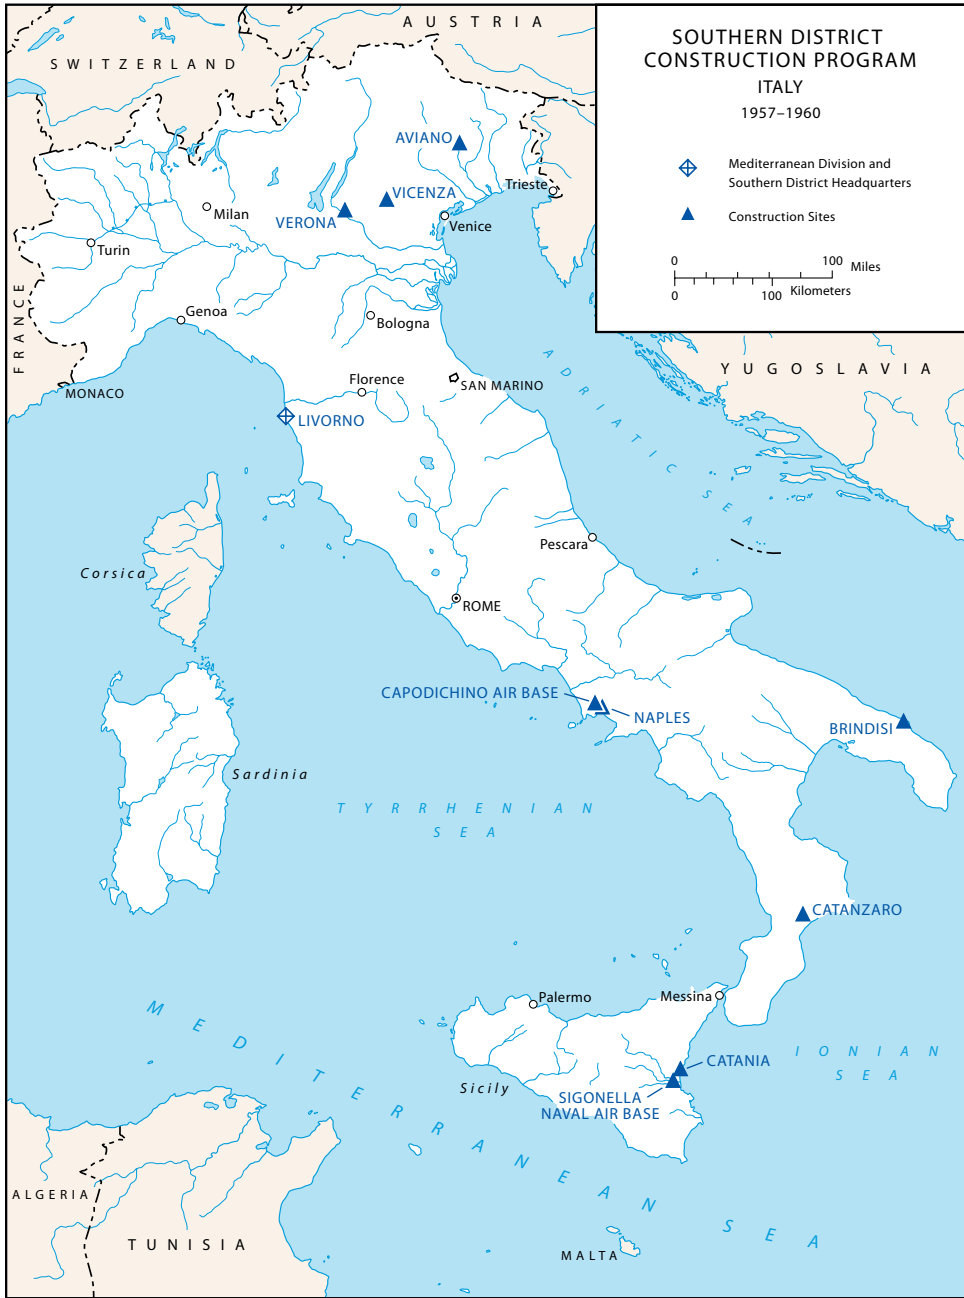 SOUTHERN DISTRICT
CONSTRUCTION PROGRAM
ITALY
1957–1960
Mediterranean Division and
Southern District Headquarters
Construction Sites
0 100 Miles
0 100 Kilometers
AUSTRIA
SWITZERLAND
AVIANO
Trieste
VICENZA
Milan
VERONA
Venice
Turin
FRANCE
Genoa
Bologna
YUGOSLAVIA
Florence
SAN MARINO
MONACO
LIVORNO
ADRIATIC SEA
Pescara
Corsica
ROME
CAPODICHINO AIR BASE
NAPLES
BRINDISI
Sardinia
TYRRHENIAN
SEA
CATANZARO
Palermo
Messina
MEDITERRANEAN SEA
IONIAN
SEA
CATANIA
Sicily
SIGONELLA
NAVAL AIR BASE
ALGERIA
TUNISIA
MALTA